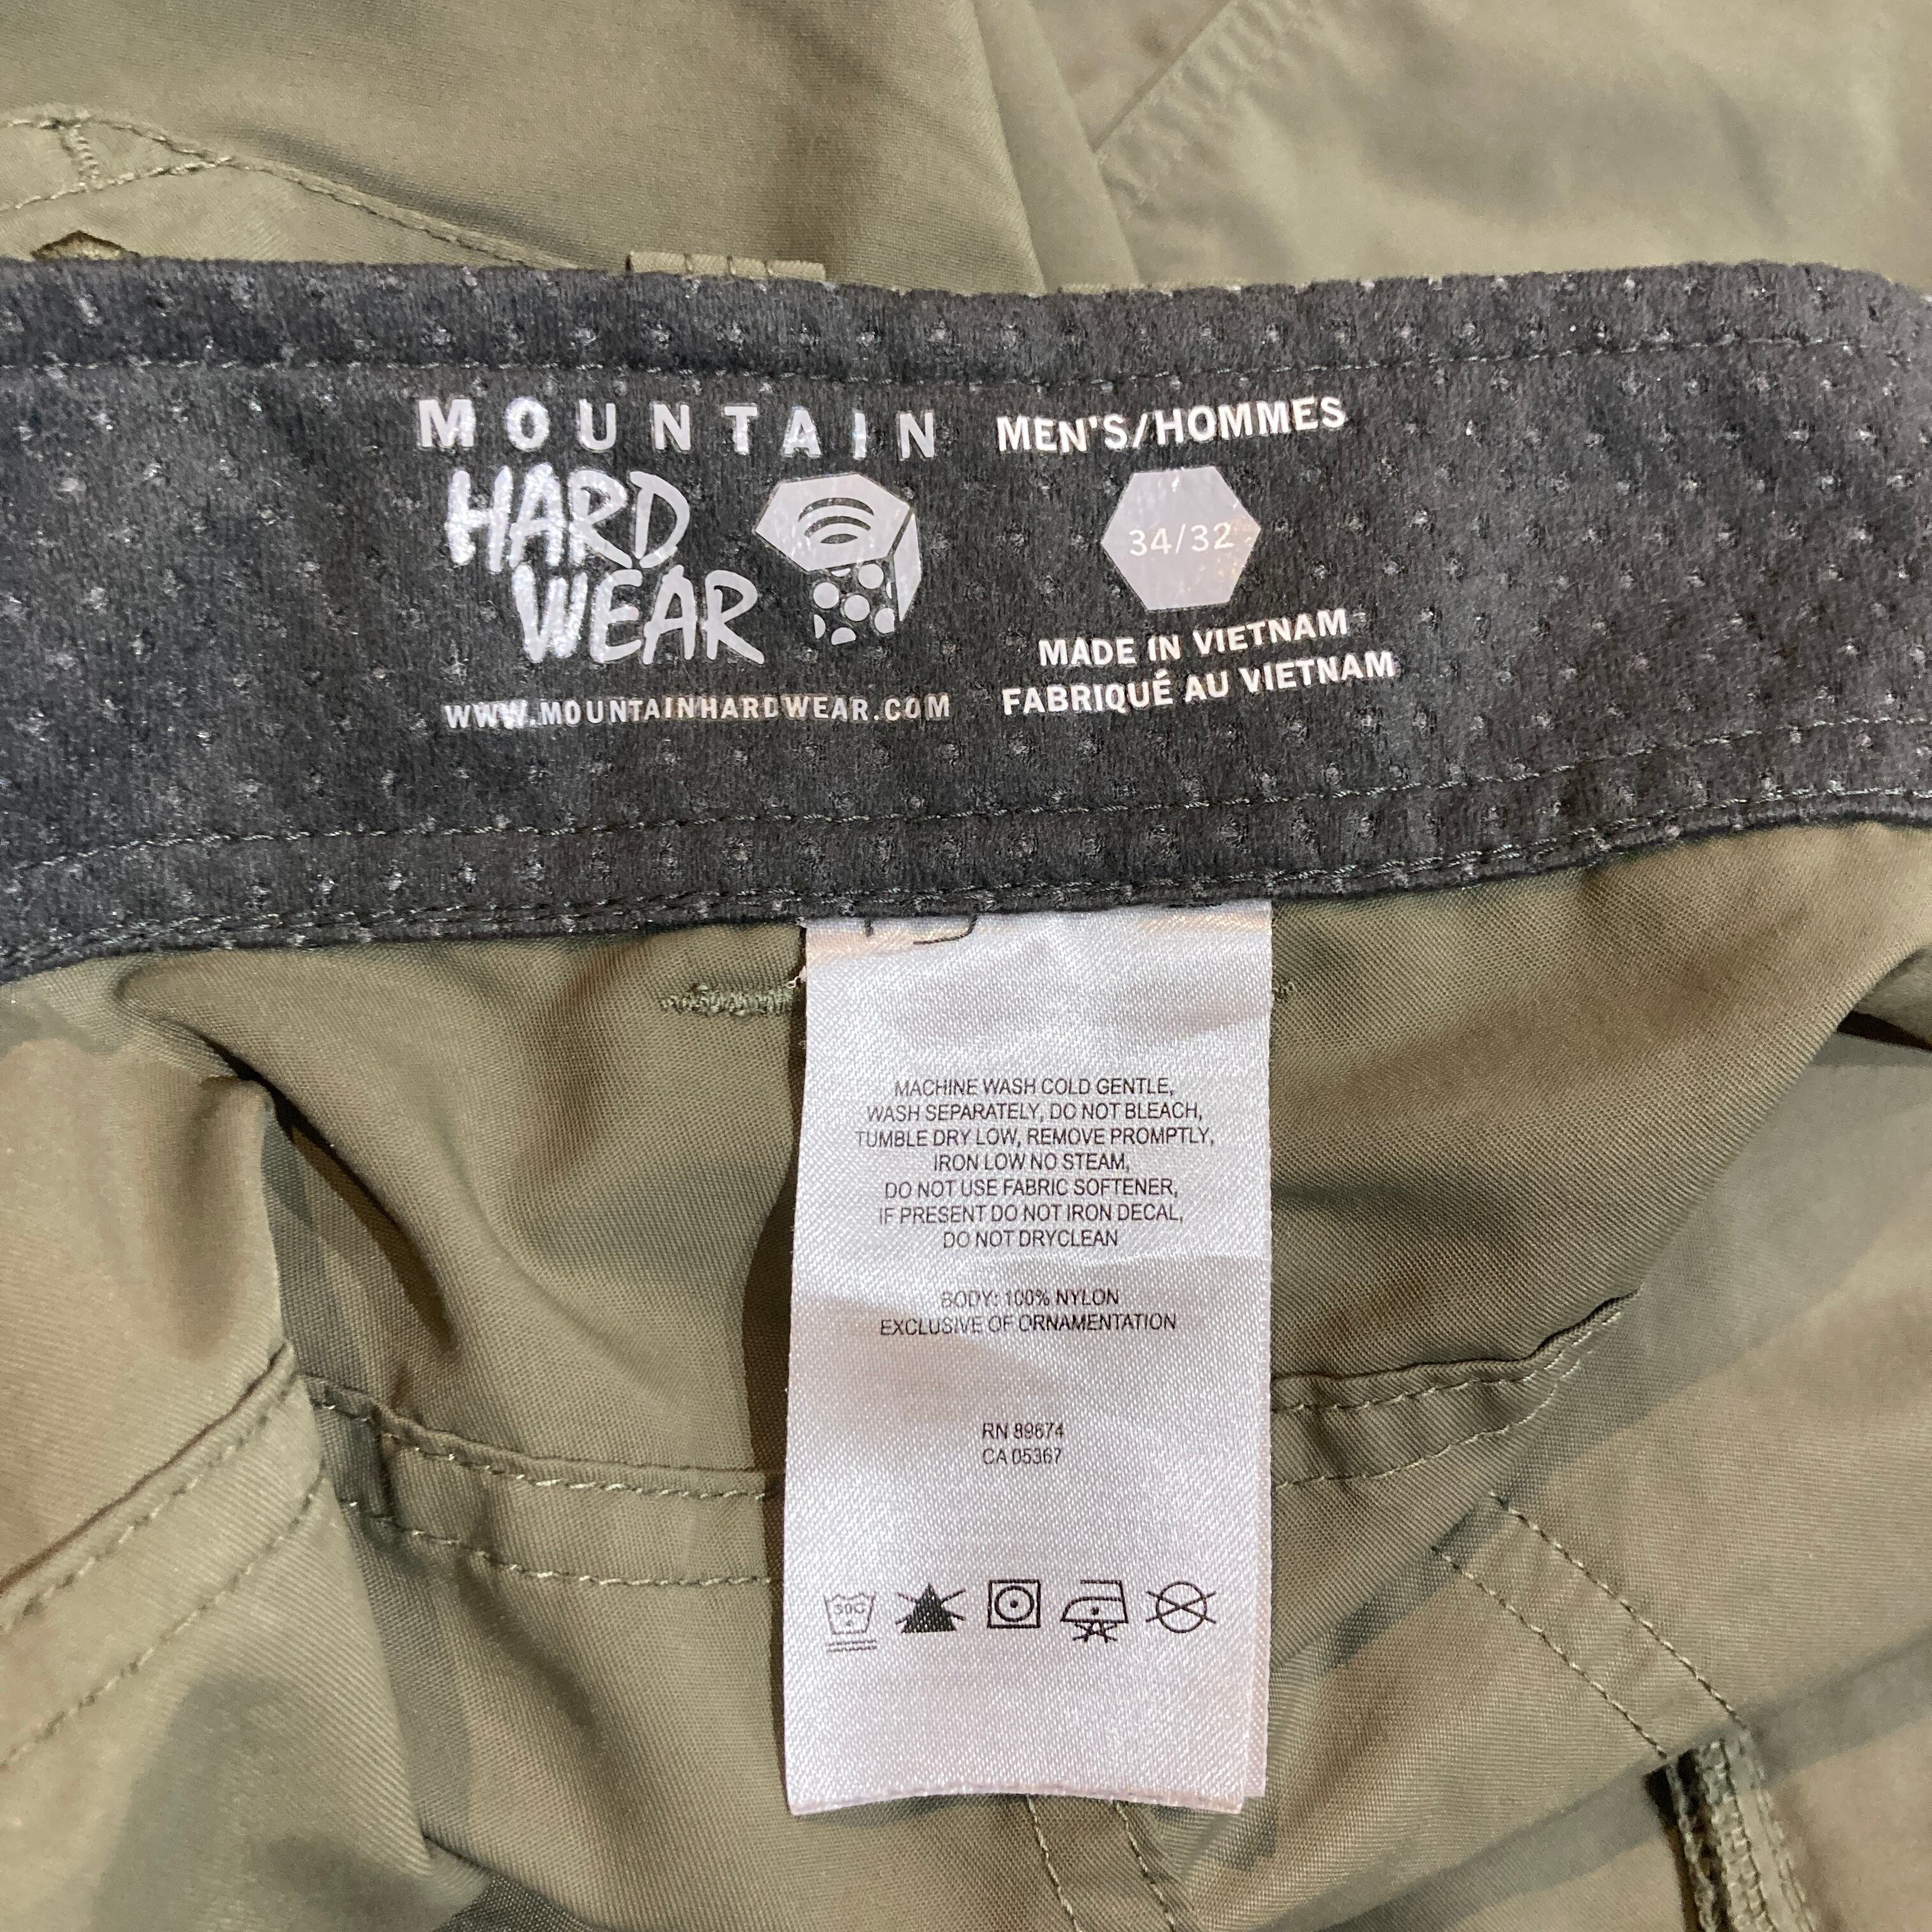 MOUNTAIN
HARD
WEAR
WWW.MOUNTAINHARDWEAR.COM
MEN'S/HOMMES
34/32
MADE IN VIETNAM
FABRIQUÉ AU VIETNAM
MACHINE WASH COLD GENTLE,
WASH SEPARATELY, DO NOT BLEACH,
TUMBLE DRY LOW, REMOVE PROMPTLY,
IRON LOW NO STEAM,
DO NOT USE FABRIC SOFTENER,
IF PRESENT DO NOT IRON DECAL,
DO NOT DRYCLEAN
BODY: 100% NYLON
EXCLUSIVE OF ORNAMENTATION
RN 89674
CA 05367
30C